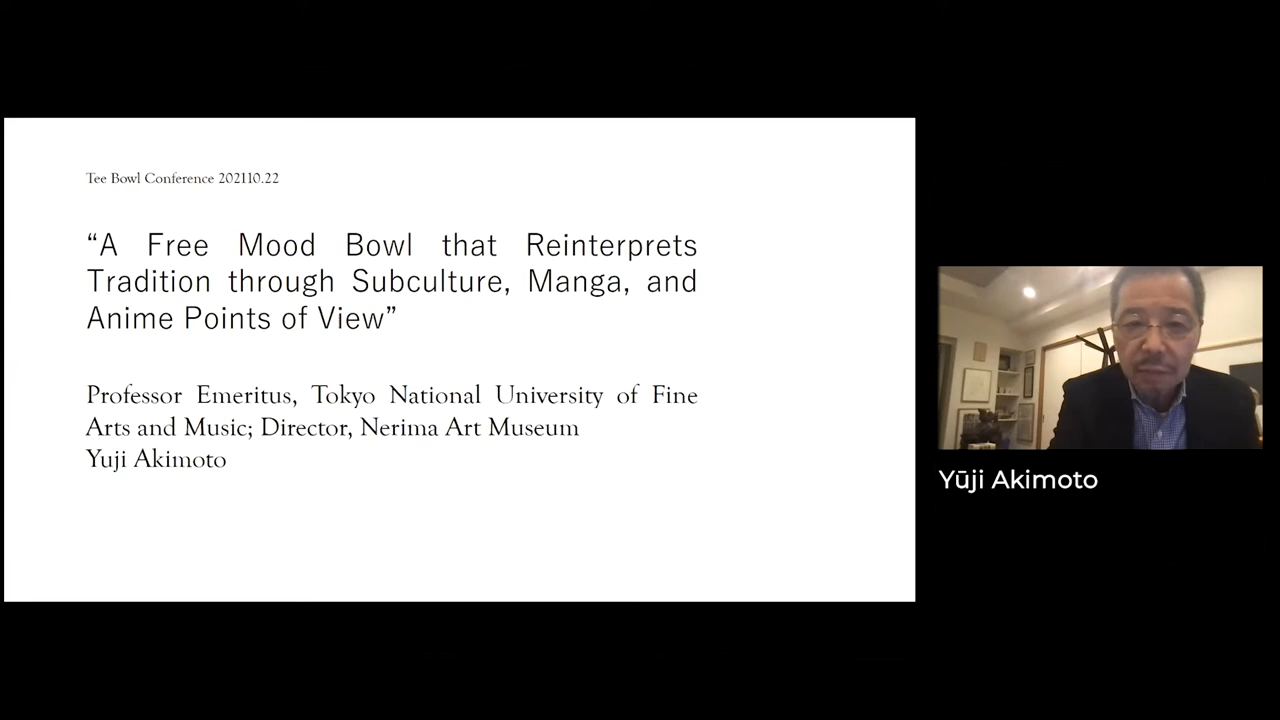 Tee Bowl Conference 202110.22
“A Free Mood Bowl that Reinterprets
Tradition through Subculture, Manga, and
Anime Points of View”
Professor Emeritus, Tokyo National University of Fine
Arts and Music; Director, Nerima Art Museum
Yuji Akimoto
Yūji Akimoto